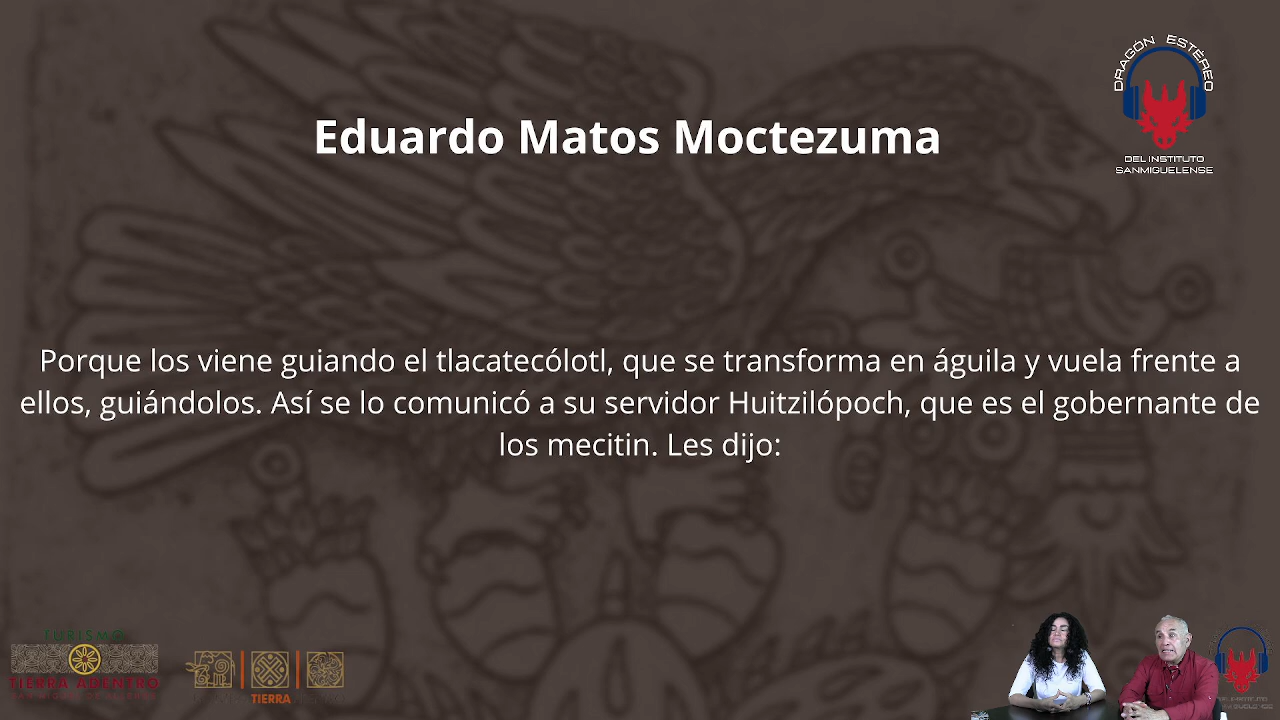 DRAGÓN ESTÉREO
DEL INSTITUTO
SANMIGUELENSE
Eduardo Matos Moctezuma
Porque los viene guiando el tlacatecólotl, que se transforma en águila y vuela frente a
ellos, guiándolos. Así se lo comunicó a su servidor Huitzilópoch, que es el gobernante de
los mecitin. Les dijo:
TURISMO
TIERRA ADENTRO
TIERRA